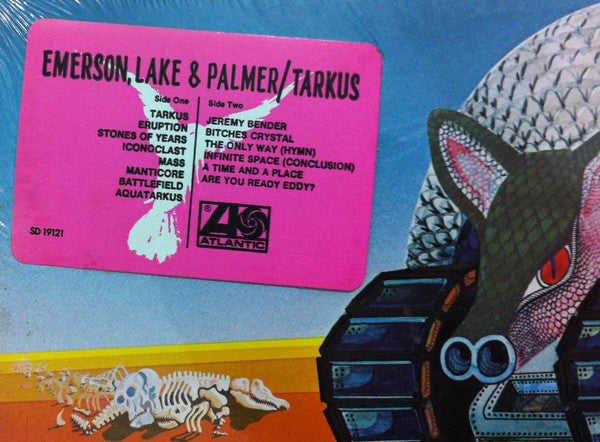 EMERSON, LAKE & PALMER/TARKUS
Side One
TARKUS
ERUPTION
STONES OF YEARS
ICONOCLAST
MASS
MANTICORE
BATTLEFIELD
AQUATARKUS
Side Two
JEREMY BENDER
BITCHES CRYSTAL
THE ONLY WAY (HYMN)
INFINITE SPACE (CONCLUSION)
A TIME AND A PLACE
ARE YOU READY EDDY?
SD 19121
ATLANTIC